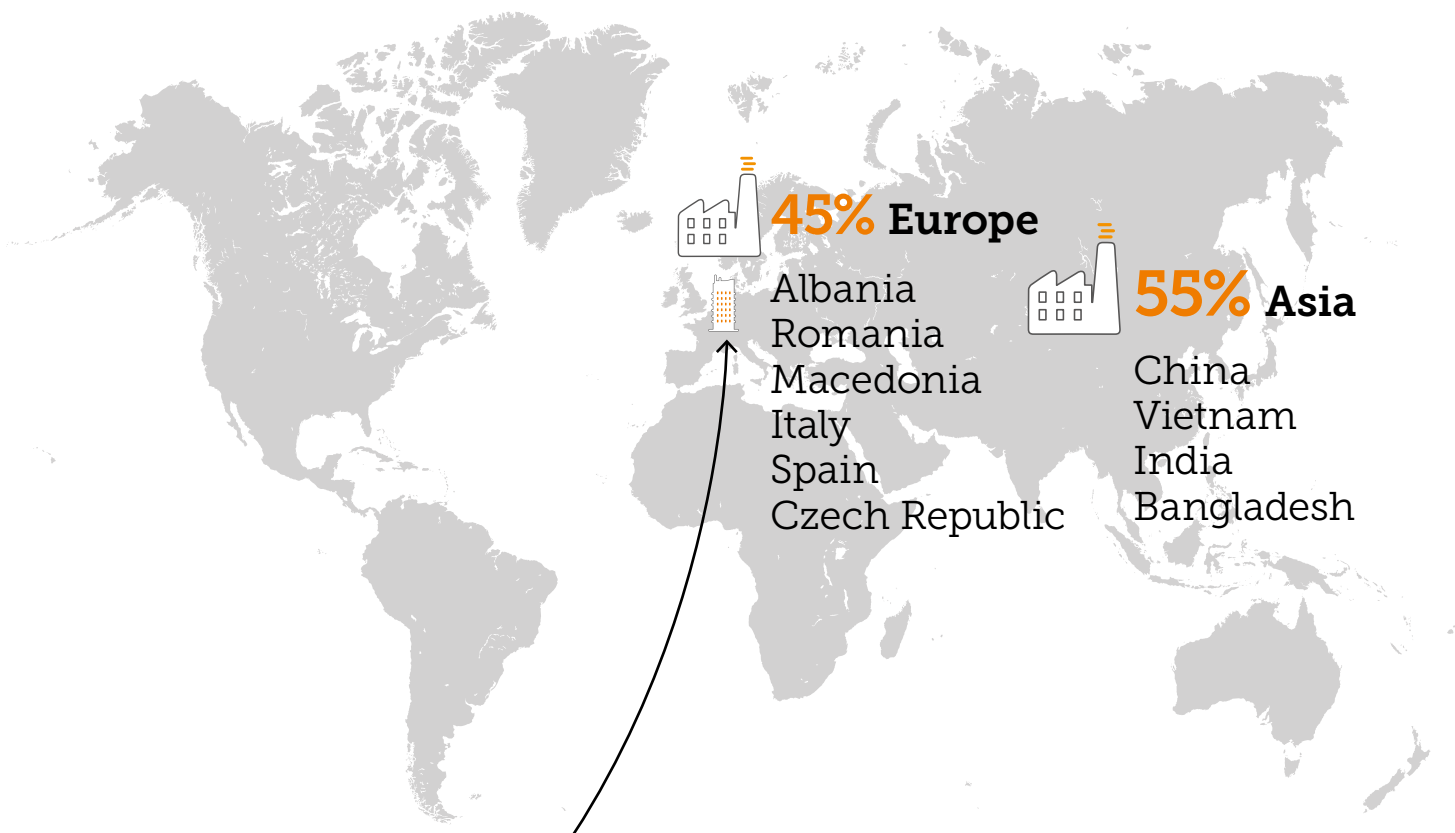 45% Europe
Albania
Romania
Macedonia
Italy
Spain
Czech Republic
55% Asia
China
Vietnam
India
Bangladesh